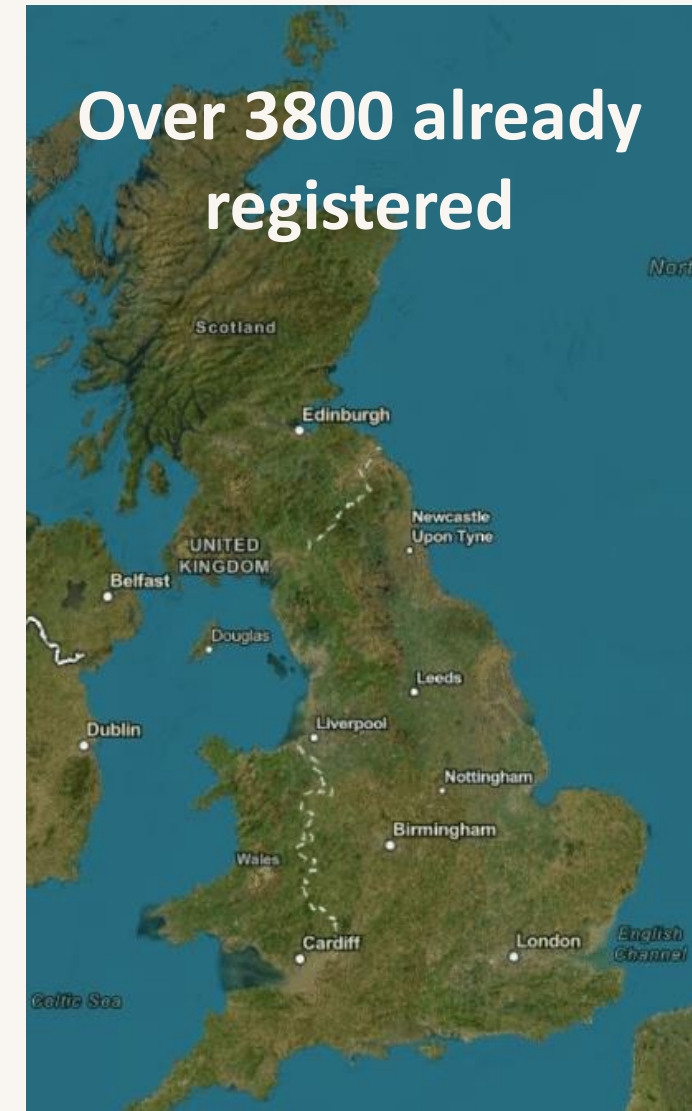 Over 3800 already
registered
Scotland
Edinburgh
Newcastle
Upon Tyne
UNITED
KINGDOM
Belfast
Douglas
Leeds
Dublin
Liverpool
Nottingham
Birmingham
Wales
Cardiff
London
English
Channel
Celtic Sea